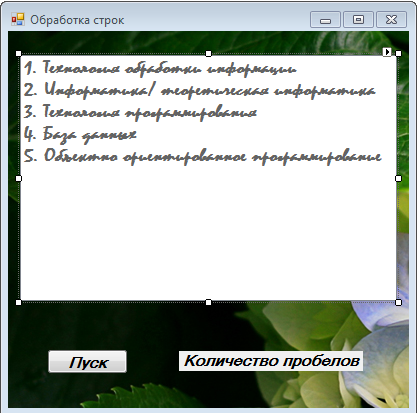 Обработка строк
1. Технология обработки информации
2. Информатика/ теоретическая информатика
3. Технология программирования
4. База данных
5. Объектно ориентированное программирование
Пуск
Количество пробелов